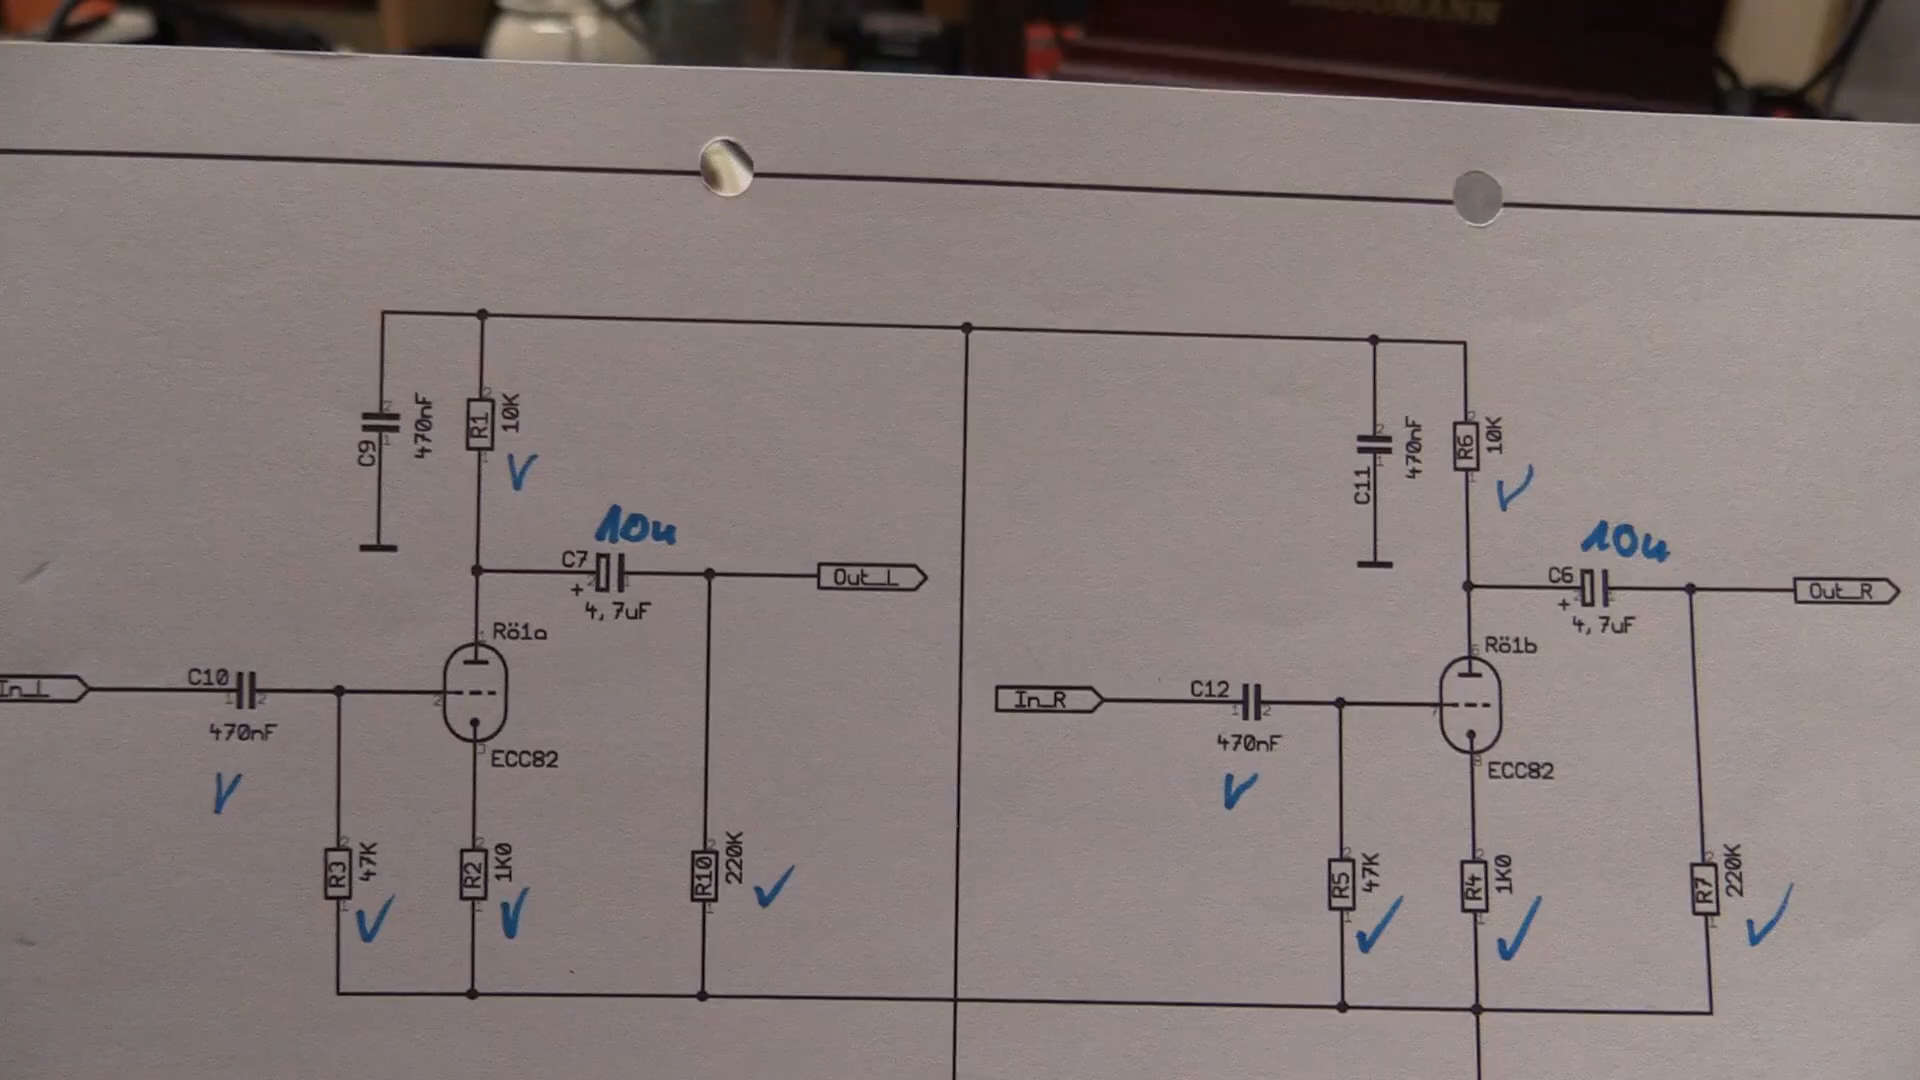 C9
470nF
R1
10K
C11
470nF
R6
10K
10u
C7
+
4,7uF
Out_L
10u
C6
+
4,7uF
Out_R
Rö1a
Rö1b
In_L
C10
470nF
ECC82
In_R
C12
470nF
ECC82
R3
47K
R2
1K0
R10
220K
R5
47K
R4
1K0
R7
220K